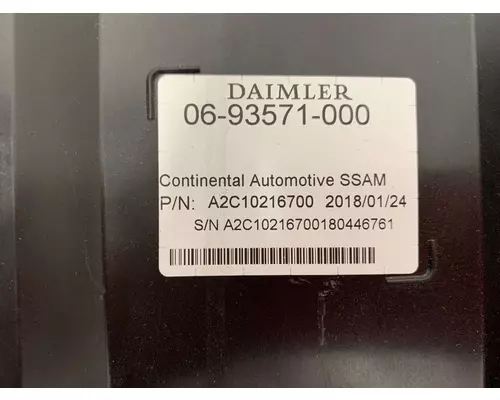 DAIMLER
06-93571-000
Continental Automotive SSAM
P/N: A2C10216700 2018/01/24
S/N A2C10216700180446761